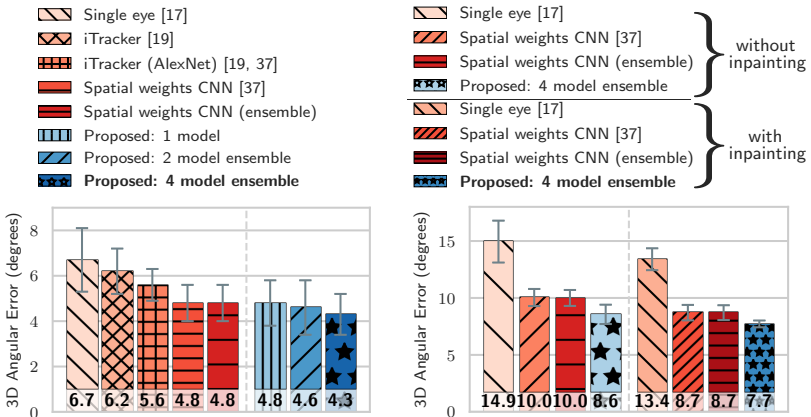 Single eye [17]
iTracker [19]
iTracker (AlexNet) [19, 37]
Spatial weights CNN [37]
Spatial weights CNN (ensemble)
Proposed: 1 model
Proposed: 2 model ensemble
Proposed: 4 model ensemble
3D Angular Error (degrees)
8
6
4
2
6.7 6.2 5.6 4.8 4.8 4.8 4.6 4.3
Single eye [17]
Spatial weights CNN [37]
Spatial weights CNN (ensemble)
Proposed: 4 model ensemble
without
inpainting
Single eye [17]
Spatial weights CNN [37]
Spatial weights CNN (ensemble)
Proposed: 4 model ensemble
with
inpainting
3D Angular Error (degrees)
15
10
5
0
14.9 10.0 10.0 8.6 13.4 8.7 8.7 7.7